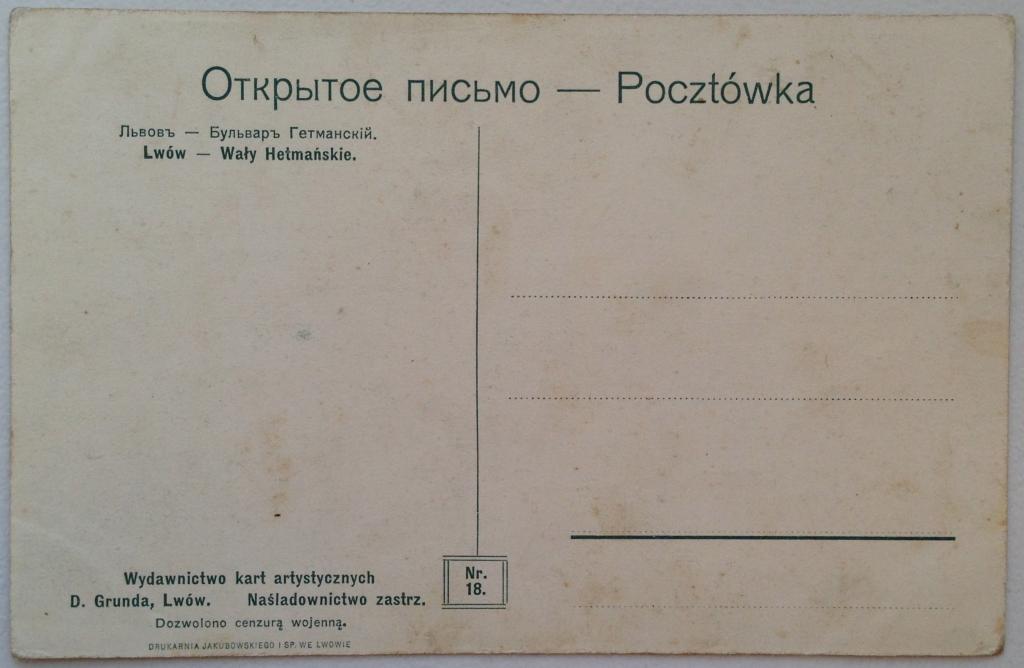 Открытое письмо — Pocztówka
Львовъ — Бульваръ Гетманскій.
Lwów — Wały Hetmańskie.
Wydawnictwo kart artystycznych
D. Grunda, Lwów. Naśladownictwo zastrz.
Dozwolono cenzurą wojenną.
DRUKARNIA JAKUBOWSKIEGO I SP. WE LWOWIE
Nr.
18.